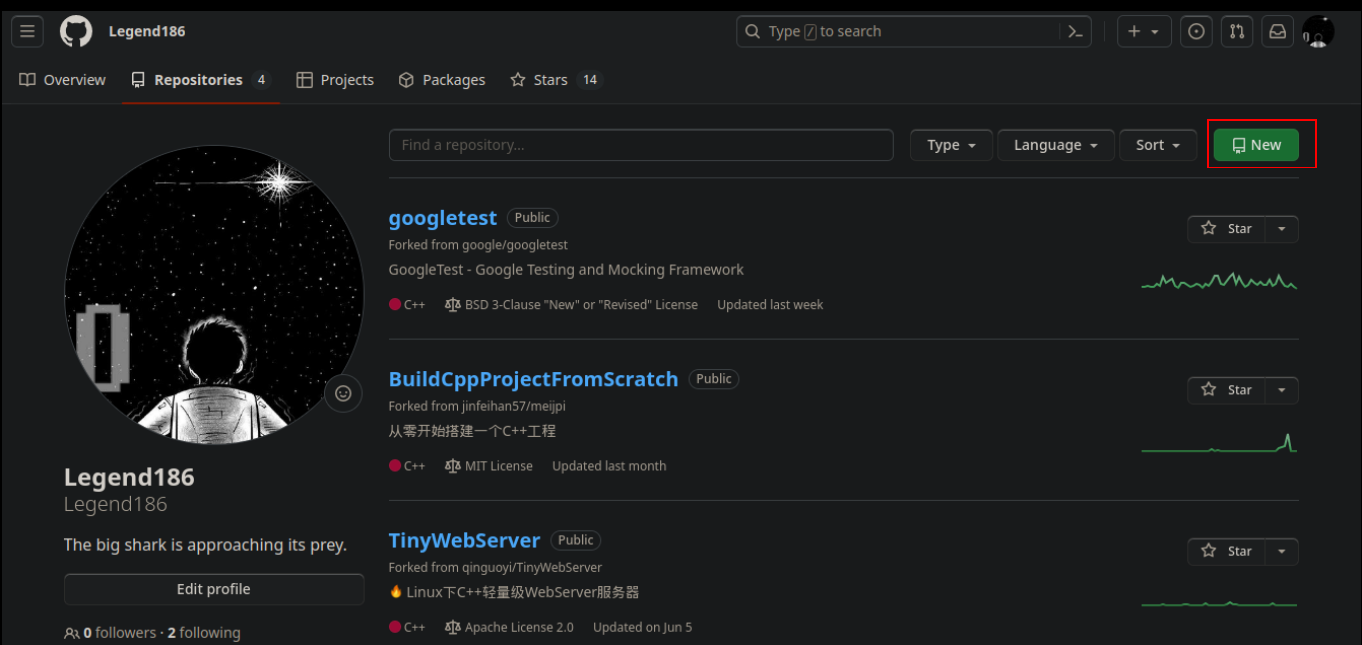 Legend186
Type / to search
Overview
Repositories 4
Projects
Packages
Stars 14
Find a repository...
Type
Language
Sort
New
googletest Public
Star
Forked from google/googletest
GoogleTest - Google Testing and Mocking Framework
C++ BSD 3-Clause "New" or "Revised" License Updated last week
BuildCppProjectFromScratch Public
Star
Forked from jinfeihan57/meijpi
从零开始搭建一个C++工程
C++ MIT License Updated last month
TinyWebServer Public
Star
Forked from qinguoyi/TinyWebServer
🔥 Linux下C++轻量级WebServer服务器
C++ Apache License 2.0 Updated on Jun 5
Legend186
Legend186
The big shark is approaching its prey.
Edit profile
0 followers · 2 following